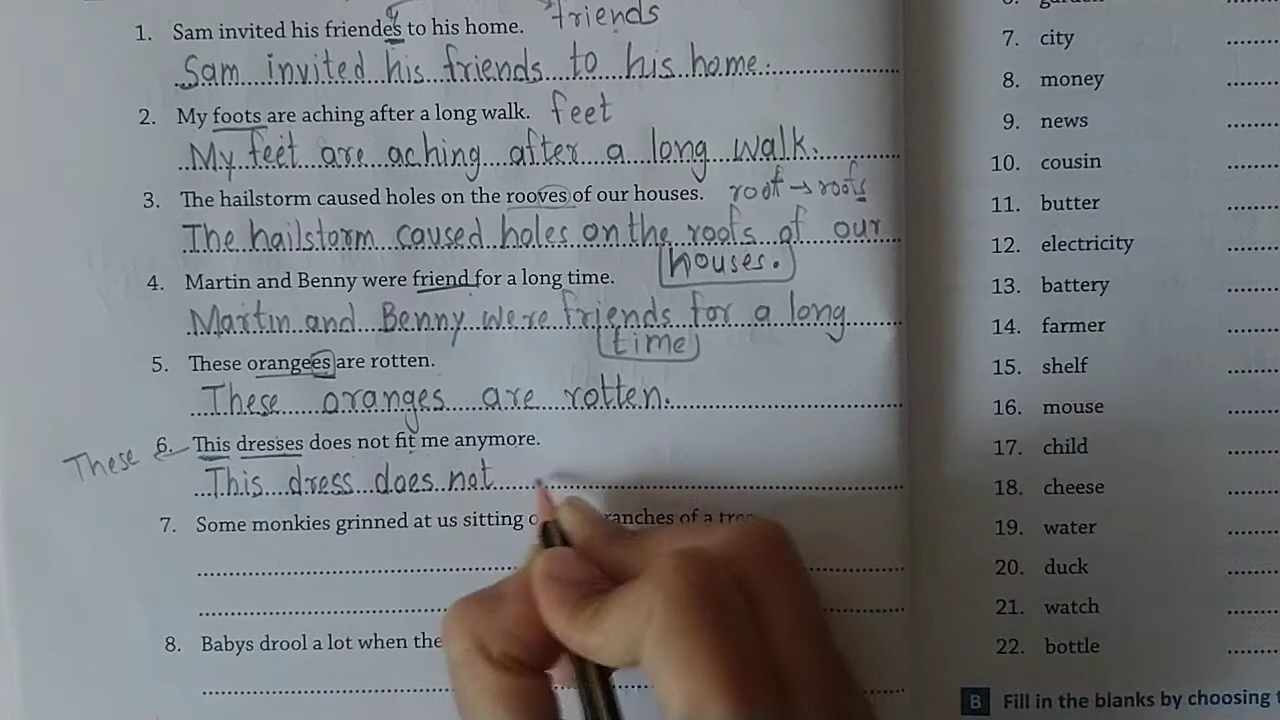 1. Sam invited his friendes to his home. friends
Sam invited his friends to his home.
2. My foots are aching after a long walk. feet
My feet are aching after a long walk.
3. The hailstorm caused holes on the rooves of our houses. roof → roofs
The hailstorm caused holes on the roofs of our
houses.
4. Martin and Benny were friend for a long time.
Martin and Benny were friends for a long
time
5. These orangees are rotten.
These oranges are rotten.
These 6. This dresses does not fit me anymore.
This dress does not
7. Some monkies grinned at us sitting of a
8. Babys drool a lot when the
7. city
8. money
9. news
10. cousin
11. butter
12. electricity
13. battery
14. farmer
15. shelf
16. mouse
17. child
18. cheese
19. water
20. duck
21. watch
22. bottle
B Fill in the blanks by choosing